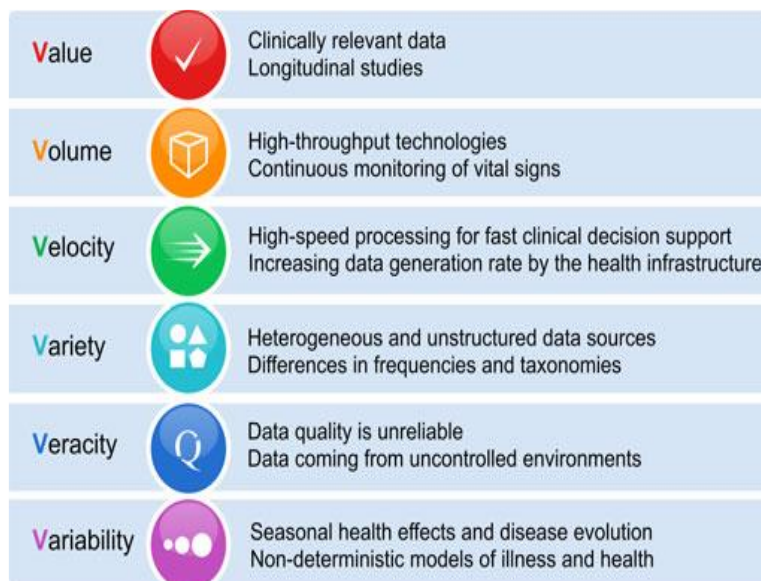 Value
Clinically relevant data
Longitudinal studies
Volume
High-throughput technologies
Continuous monitoring of vital signs
Velocity
High-speed processing for fast clinical decision support
Increasing data generation rate by the health infrastructure
Variety
Heterogeneous and unstructured data sources
Differences in frequencies and taxonomies
Veracity
Q
Data quality is unreliable
Data coming from uncontrolled environments
Variability
Seasonal health effects and disease evolution
Non-deterministic models of illness and health